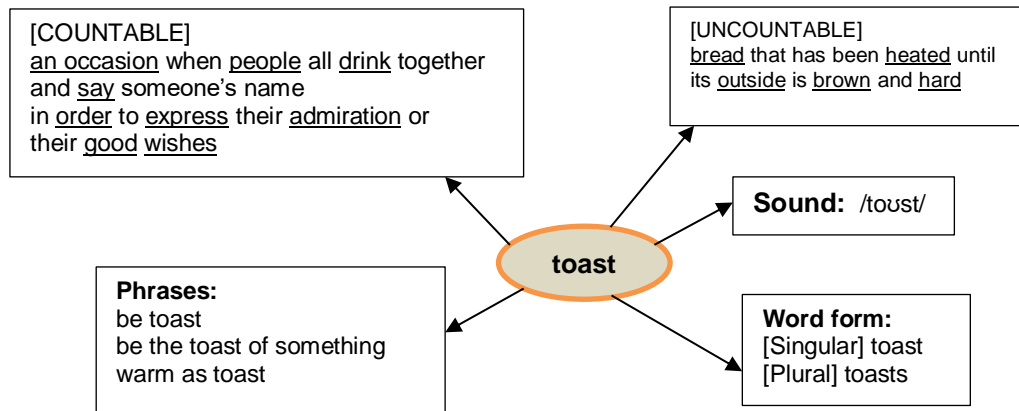 [COUNTABLE]
an occasion when people all drink together
and say someone’s name
in order to express their admiration or
their good wishes
[UNCOUNTABLE]
bread that has been heated until
its outside is brown and hard
Sound: /toʊst/
toast
Phrases:
be toast
be the toast of something
warm as toast
Word form:
[Singular] toast
[Plural] toasts